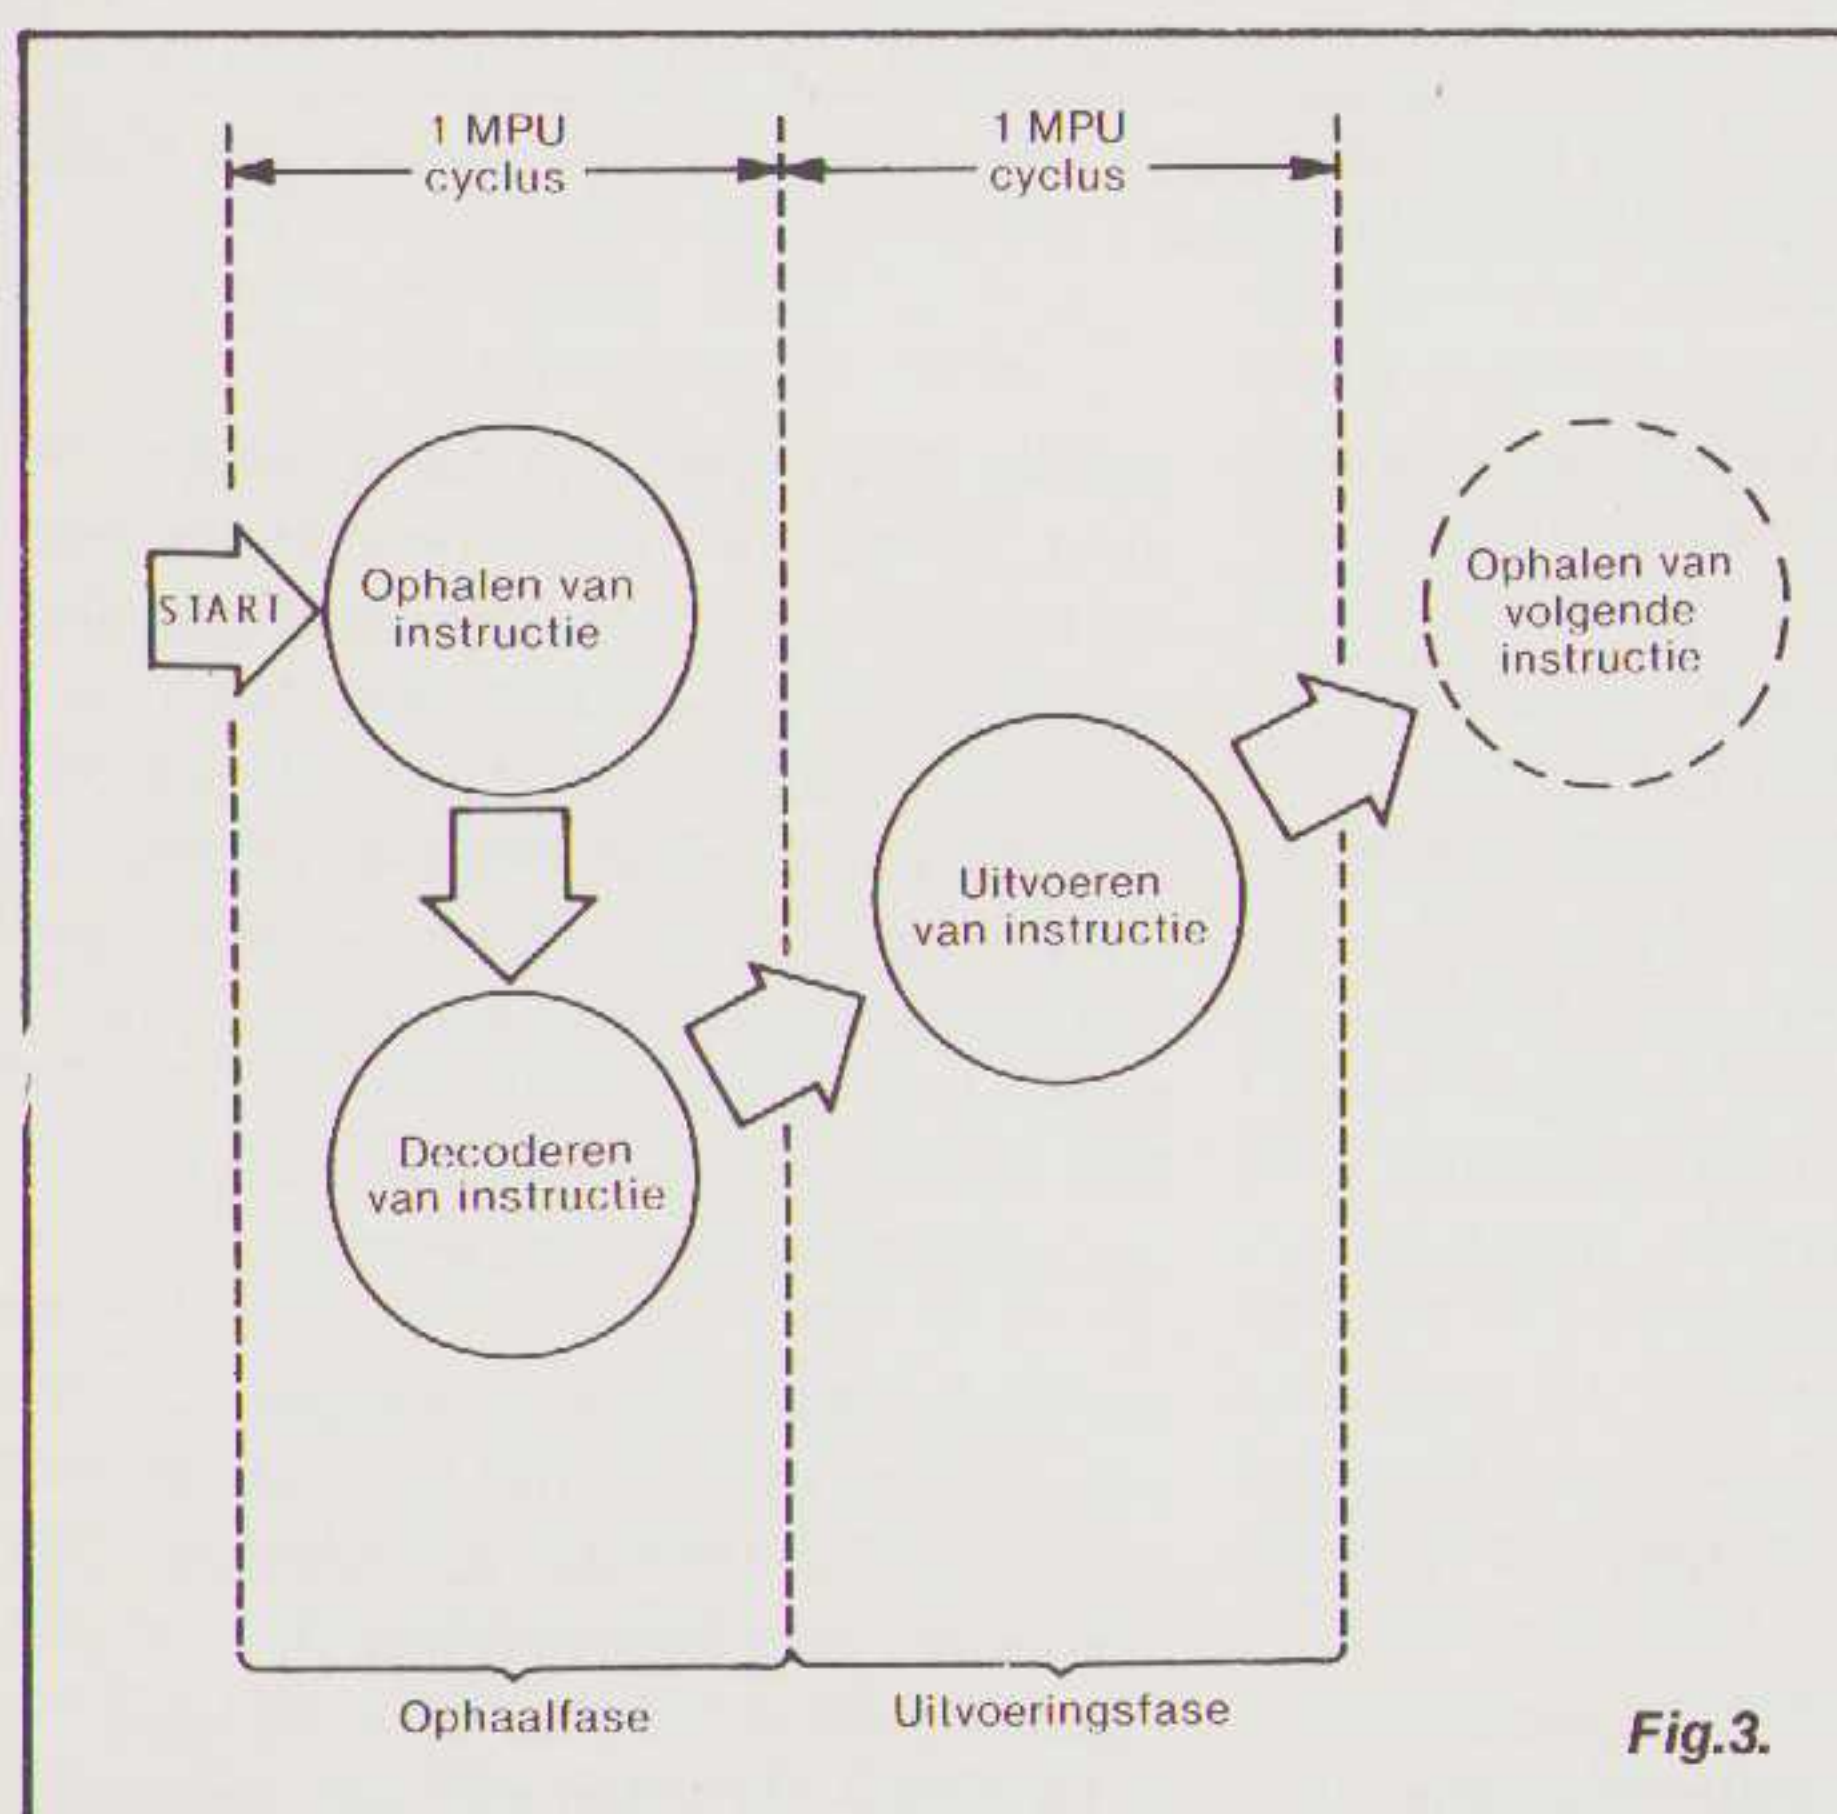 1 MPU
cyclus
1 MPU
cyclus
START
Ophalen van
instructie
Ophalen van
volgende
instructie
Uitvoeren
van instructie
Decoderen
van instructie
Ophaalfase
Uitvoeringsfase
Fig.3.